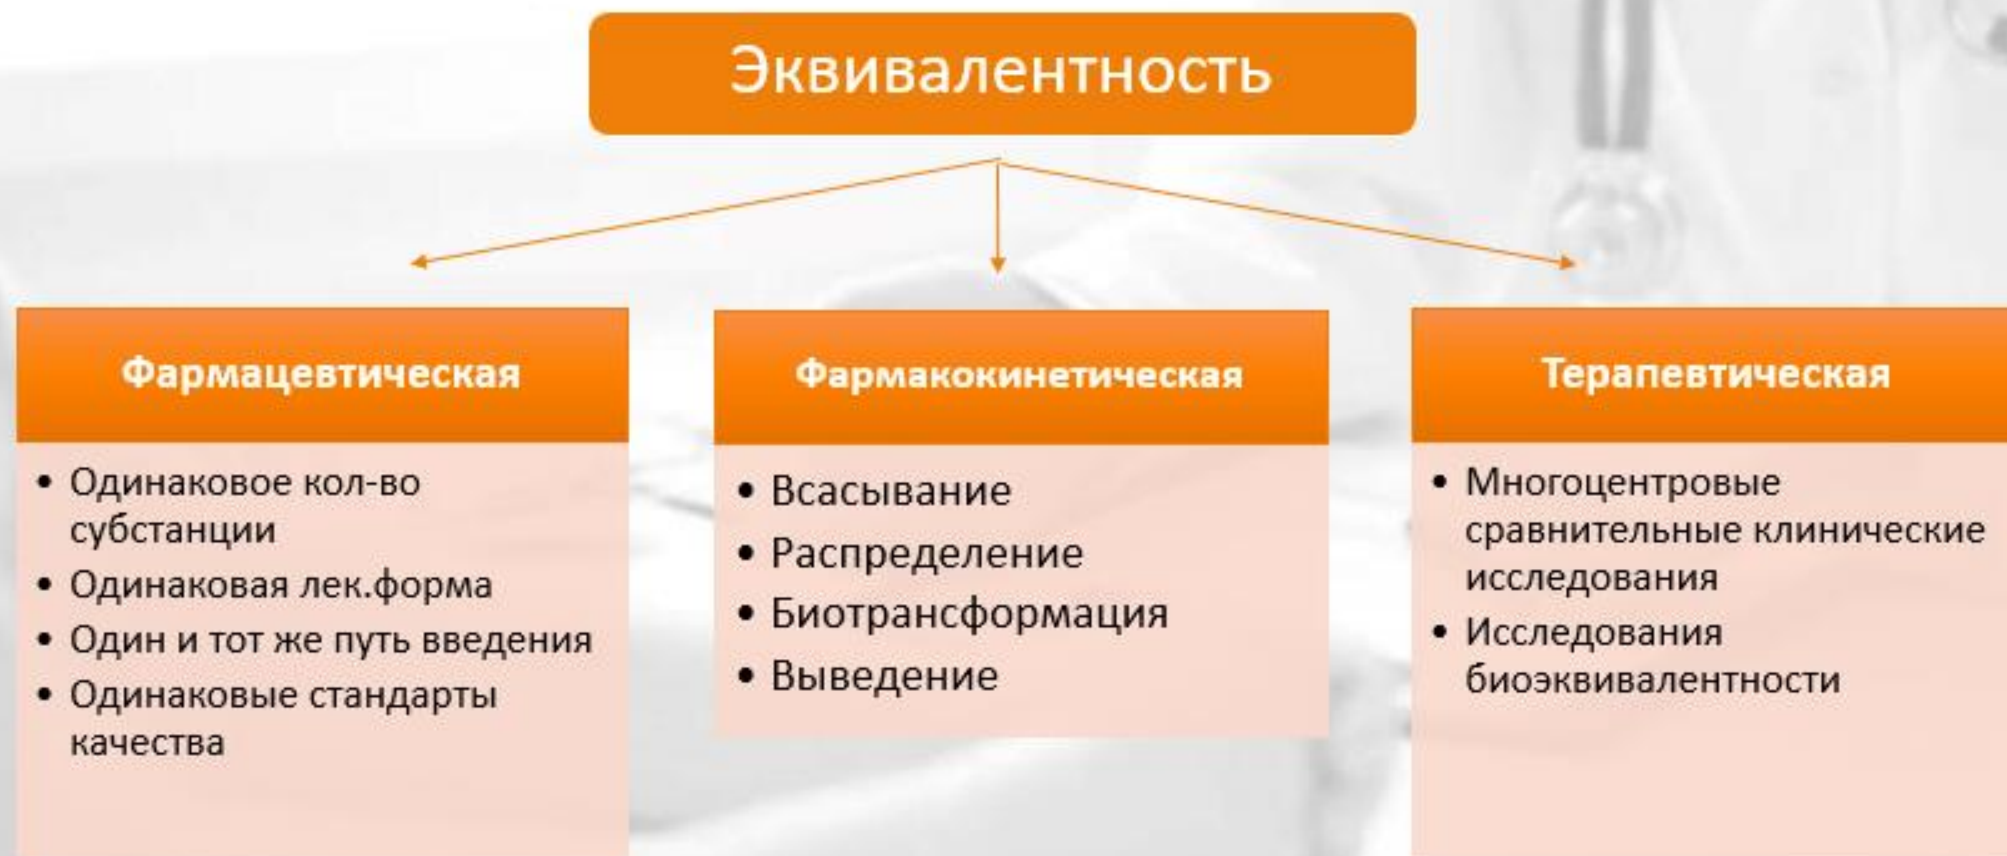 Эквивалентность
Фармацевтическая
• Одинаковое кол-во
субстанции
• Одинаковая лек.форма
• Один и тот же путь введения
• Одинаковые стандарты
качества
Фармакокинетическая
• Всасывание
• Распределение
• Биотрансформация
• Выведение
Терапевтическая
• Многоцентровые
сравнительные клинические
исследования
• Исследования
биоэквивалентности